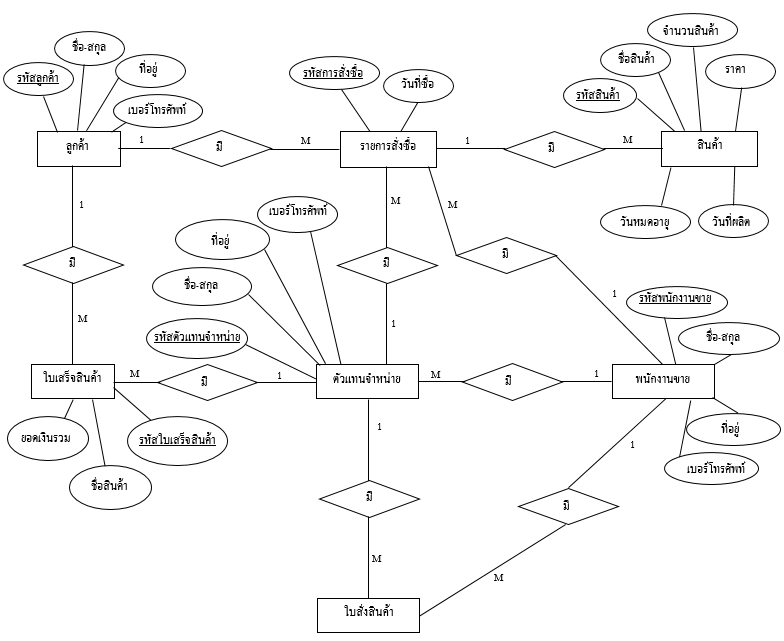 ชื่อ-สกุล
ที่อยู่
รหัสลูกค้า
เบอร์โทรศัพท์
ลูกค้า
1
มี
M
รหัสการสั่งซื้อ
วันที่ซื้อ
รายการสั่งซื้อ
1
มี
M
จำนวนสินค้า
ชื่อสินค้า
ราคา
รหัสสินค้า
สินค้า
วันหมดอายุ
วันที่ผลิต
1
มี
M
M
มี
1
M
มี
1
เบอร์โทรศัพท์
ที่อยู่
ชื่อ-สกุล
รหัสตัวแทนจำหน่าย
รหัสพนักงานขาย
ชื่อ-สกุล
ใบเสร็จสินค้า
M
มี
1
ตัวแทนจำหน่าย
M
มี
1
พนักงานขาย
ยอดเงินรวม
รหัสใบเสร็จสินค้า
ชื่อสินค้า
ที่อยู่
เบอร์โทรศัพท์
1
มี
M
1
มี
M
ใบสั่งสินค้า